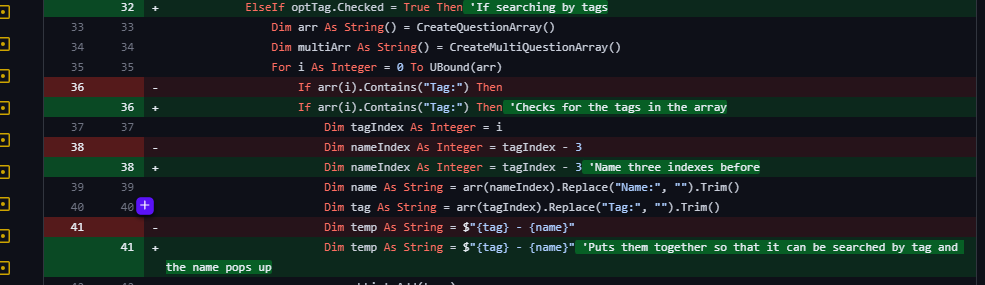 32 + ElseIf optTag.Checked = True Then 'If searching by tags
33 33 Dim arr As String() = CreateQuestionArray()
34 34 Dim multiArr As String() = CreateMultiQuestionArray()
35 35 For i As Integer = 0 To UBound(arr)
36 - If arr(i).Contains("Tag:") Then
36 + If arr(i).Contains("Tag:") Then 'Checks for the tags in the array
37 37 Dim tagIndex As Integer = i
38 - Dim nameIndex As Integer = tagIndex - 3
38 + Dim nameIndex As Integer = tagIndex - 3 'Name three indexes before
39 39 Dim name As String = arr(nameIndex).Replace("Name:", "").Trim()
40 40 + Dim tag As String = arr(tagIndex).Replace("Tag:", "").Trim()
41 - Dim temp As String = $"{tag} - {name}"
41 + Dim temp As String = $"{tag} - {name}" 'Puts them together so that it can be searched by tag and
the name pops up